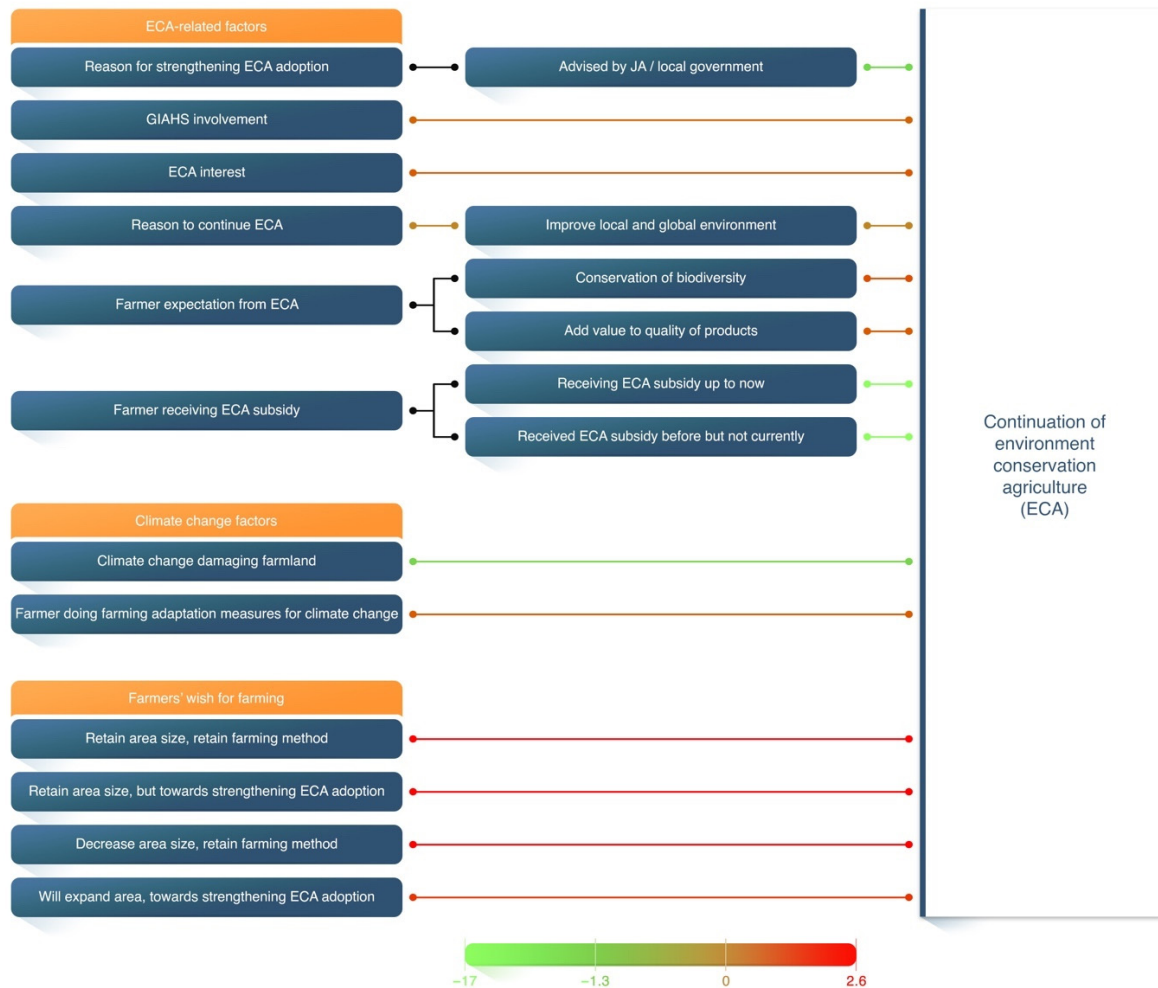 ECA-related factors
Reason for strengthening ECA adoption
Advised by JA / local government
GIAHS involvement
ECA interest
Reason to continue ECA
Improve local and global environment
Farmer expectation from ECA
Conservation of biodiversity
Add value to quality of products
Farmer receiving ECA subsidy
Receiving ECA subsidy up to now
Received ECA subsidy before but not currently
Climate change factors
Climate change damaging farmland
Farmer doing farming adaptation measures for climate change
Farmers' wish for farming
Retain area size, retain farming method
Retain area size, but towards strengthening ECA adoption
Decrease area size, retain farming method
Will expand area, towards strengthening ECA adoption
Continuation of
environment
conservation
agriculture
(ECA)
−17 −1.3 0 2.6